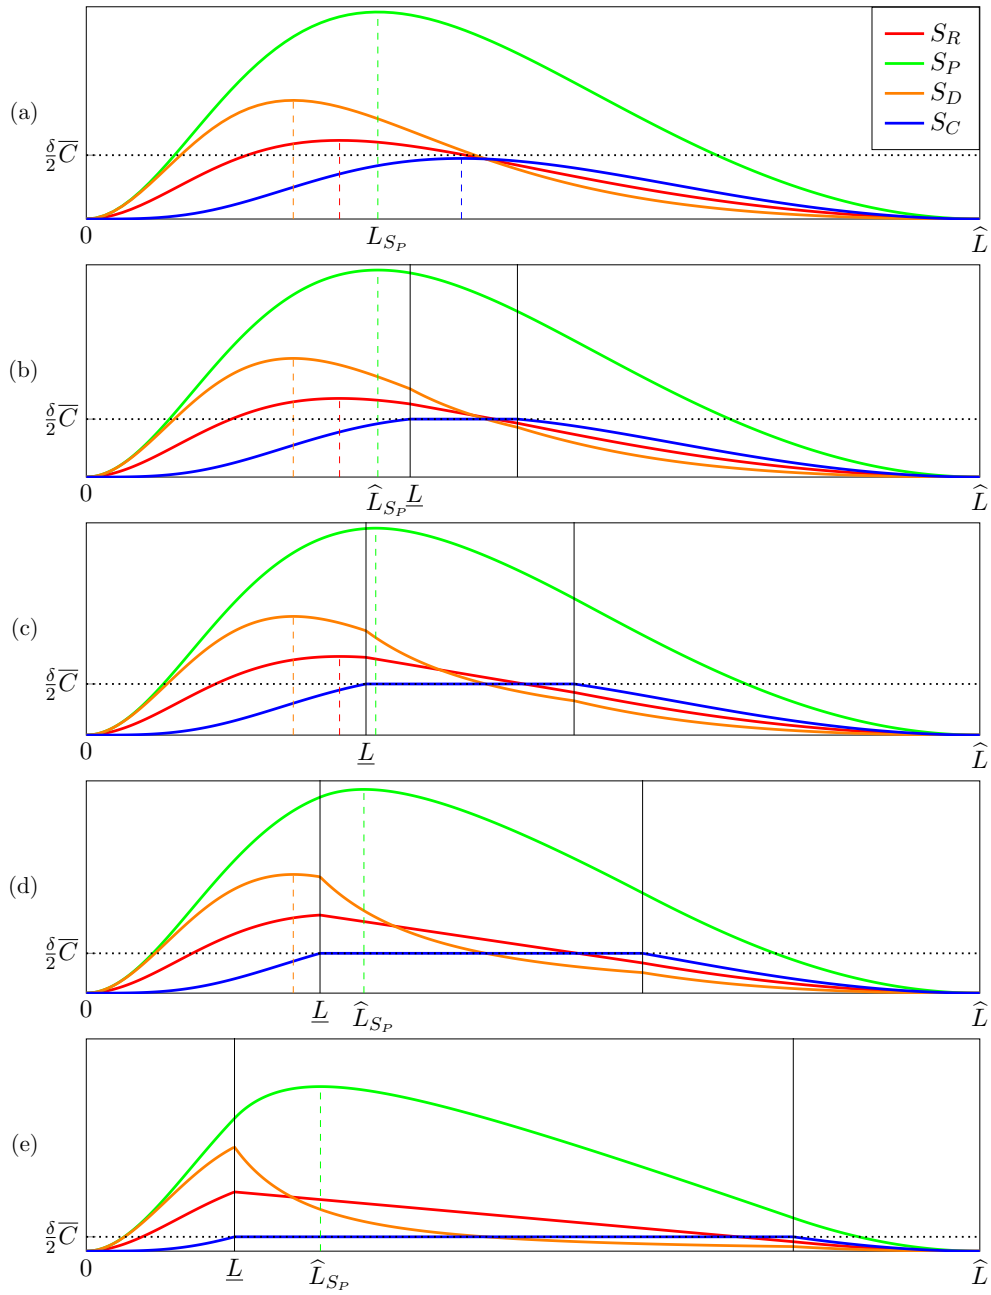 S_R
S_P
S_D
S_C
(a)
δ/2 C̅
0 L_{S_P} L̂
(b)
δ/2 C̅
0 L̂_{S_P} L̲ L̂
(c)
δ/2 C̅
0 L̲ L̂
(d)
δ/2 C̅
0 L̲ L̂_{S_P} L̂
(e)
δ/2 C̅
0 L̲ L̂_{S_P} L̂